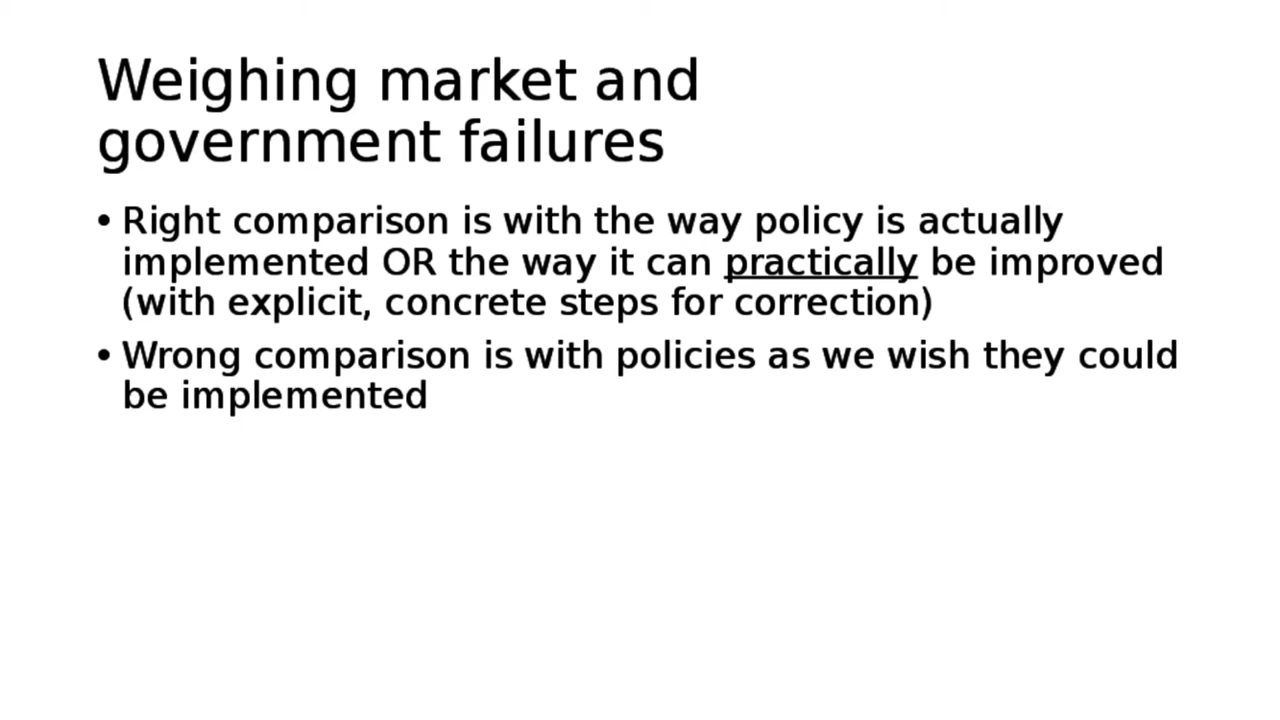 Weighing market and
government failures
• Right comparison is with the way policy is actually
implemented OR the way it can practically be improved
(with explicit, concrete steps for correction)
• Wrong comparison is with policies as we wish they could
be implemented